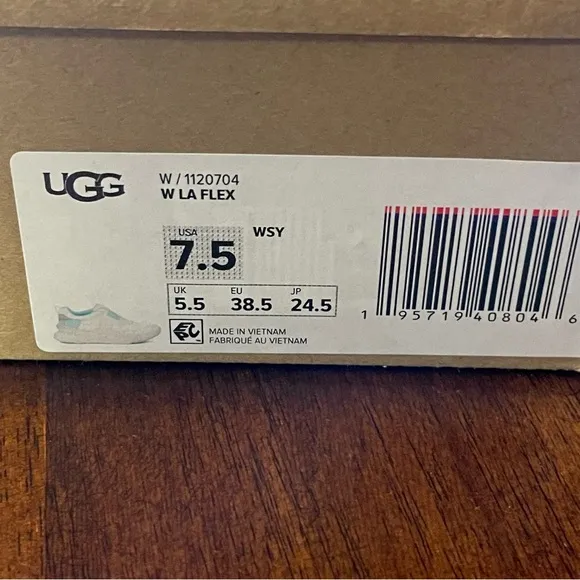 UGG
W / 1120704
W LA FLEX
USA
7.5
WSY
UK EU JP
5.5 38.5 24.5
MADE IN VIETNAM
FABRIQUÉ AU VIETNAM
1 95719 40804 6